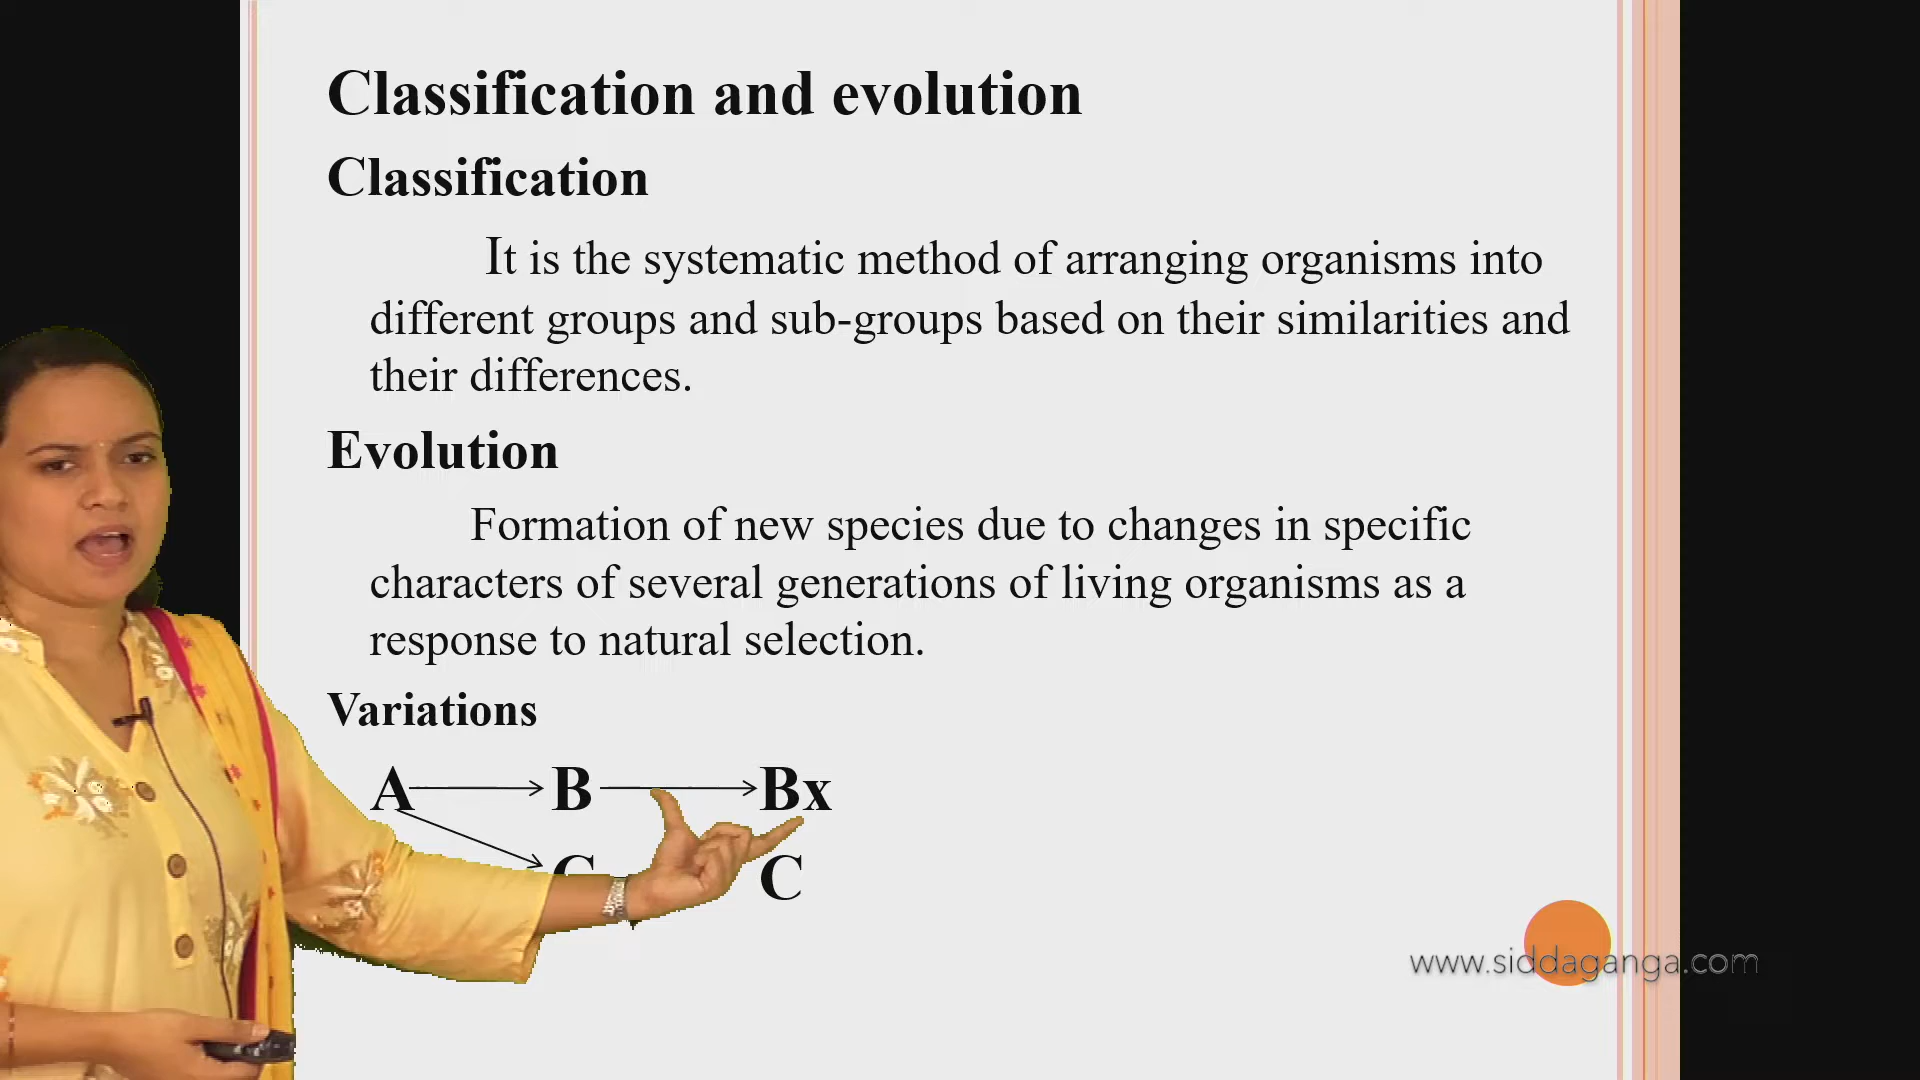 Classification and evolution
Classification
It is the systematic method of arranging organisms into
different groups and sub-groups based on their similarities and
their differences.
Evolution
Formation of new species due to changes in specific
characters of several generations of living organisms as a
response to natural selection.
Variations
A B Bx
C C
www.siddaganga.com